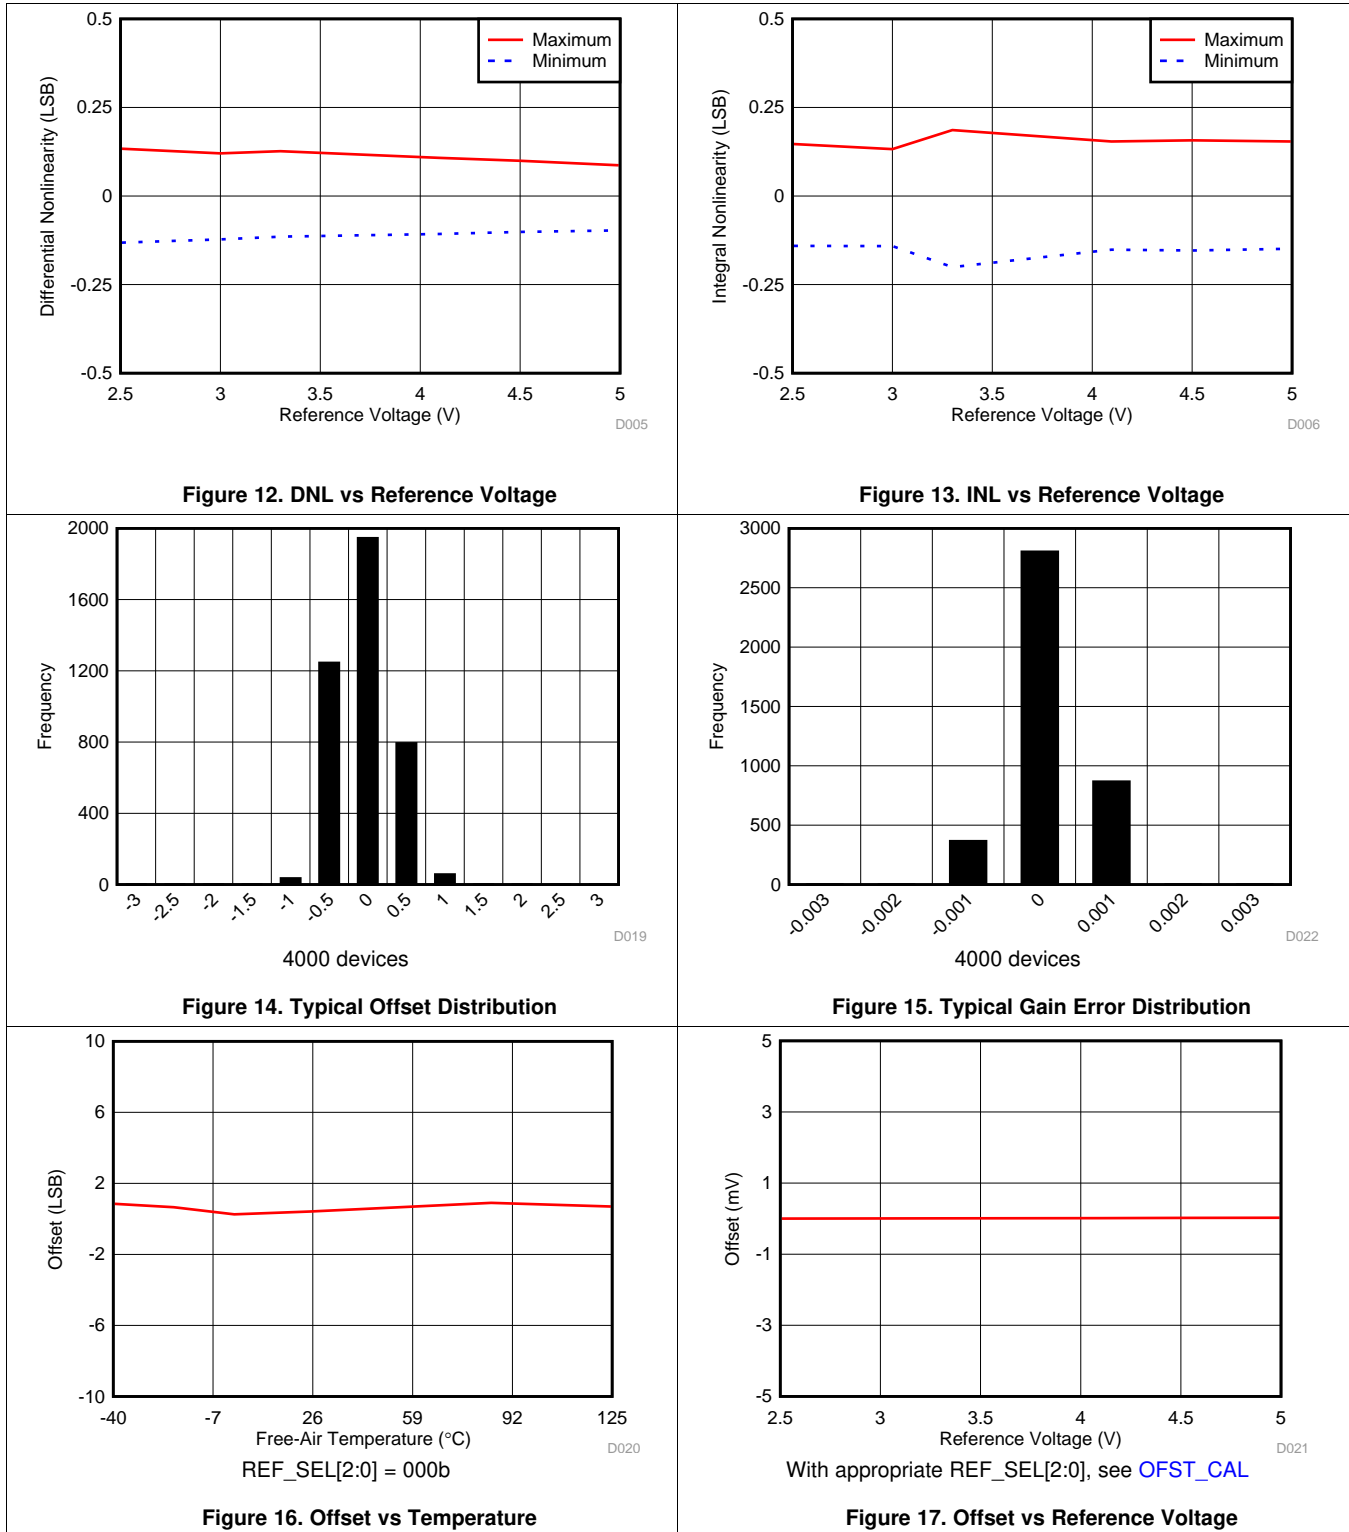 0.5
0.25
0
-0.25
-0.5
Differential Nonlinearity (LSB)
Maximum
Minimum
2.5 3 3.5 4 4.5 5
Reference Voltage (V)
D005
Figure 12. DNL vs Reference Voltage
0.5
0.25
0
-0.25
-0.5
Integral Nonlinearity (LSB)
Maximum
Minimum
2.5 3 3.5 4 4.5 5
Reference Voltage (V)
D006
Figure 13. INL vs Reference Voltage
2000
1600
1200
800
400
0
Frequency
-3 -2.5 -2 -1.5 -1 -0.5 0 0.5 1 1.5 2 2.5 3
D019
4000 devices
Figure 14. Typical Offset Distribution
3000
2500
2000
1500
1000
500
0
Frequency
-0.003 -0.002 -0.001 0 0.001 0.002 0.003
D022
4000 devices
Figure 15. Typical Gain Error Distribution
10
6
2
-2
-6
-10
Offset (LSB)
-40 -7 26 59 92 125
Free-Air Temperature (°C)
D020
REF_SEL[2:0] = 000b
Figure 16. Offset vs Temperature
5
3
1
-1
-3
-5
Offset (mV)
2.5 3 3.5 4 4.5 5
Reference Voltage (V)
D021
With appropriate REF_SEL[2:0], see OFST_CAL
Figure 17. Offset vs Reference Voltage